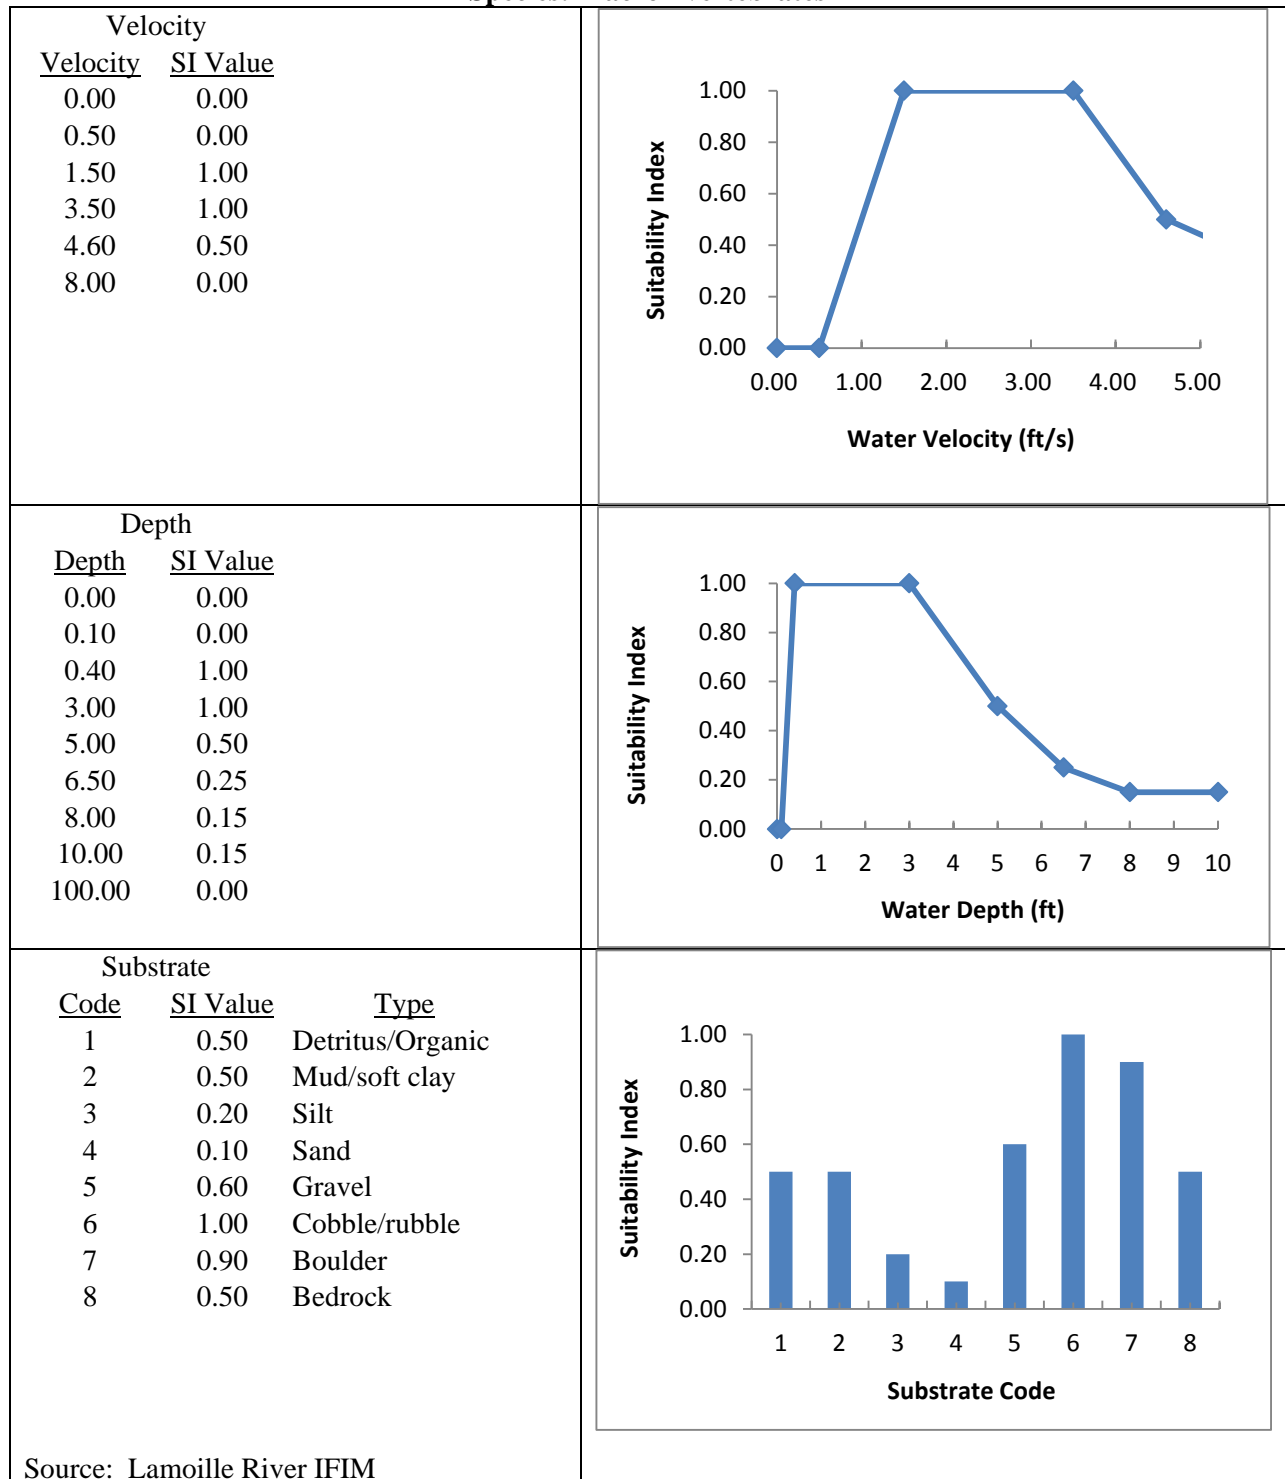 Velocity
Velocity SI Value
0.00 0.00
0.50 0.00
1.50 1.00
3.50 1.00
4.60 0.50
8.00 0.00
1.00
0.80
0.60
0.40
0.20
0.00
0.00 1.00 2.00 3.00 4.00 5.00
Suitability Index
Water Velocity (ft/s)
Depth
Depth SI Value
0.00 0.00
0.10 0.00
0.40 1.00
3.00 1.00
5.00 0.50
6.50 0.25
8.00 0.15
10.00 0.15
100.00 0.00
1.00
0.80
0.60
0.40
0.20
0.00
0 1 2 3 4 5 6 7 8 9 10
Suitability Index
Water Depth (ft)
Substrate
Code SI Value Type
1 0.50 Detritus/Organic
2 0.50 Mud/soft clay
3 0.20 Silt
4 0.10 Sand
5 0.60 Gravel
6 1.00 Cobble/rubble
7 0.90 Boulder
8 0.50 Bedrock
Source: Lamoille River IFIM
1.00
0.80
0.60
0.40
0.20
0.00
1 2 3 4 5 6 7 8
Suitability Index
Substrate Code